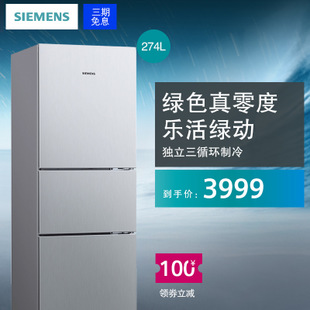 SIEMENS
三期
免息
274L
SIEMENS
绿色真零度
乐活绿动
独立三循环制冷
到手价: 3999
100¥
领券立减